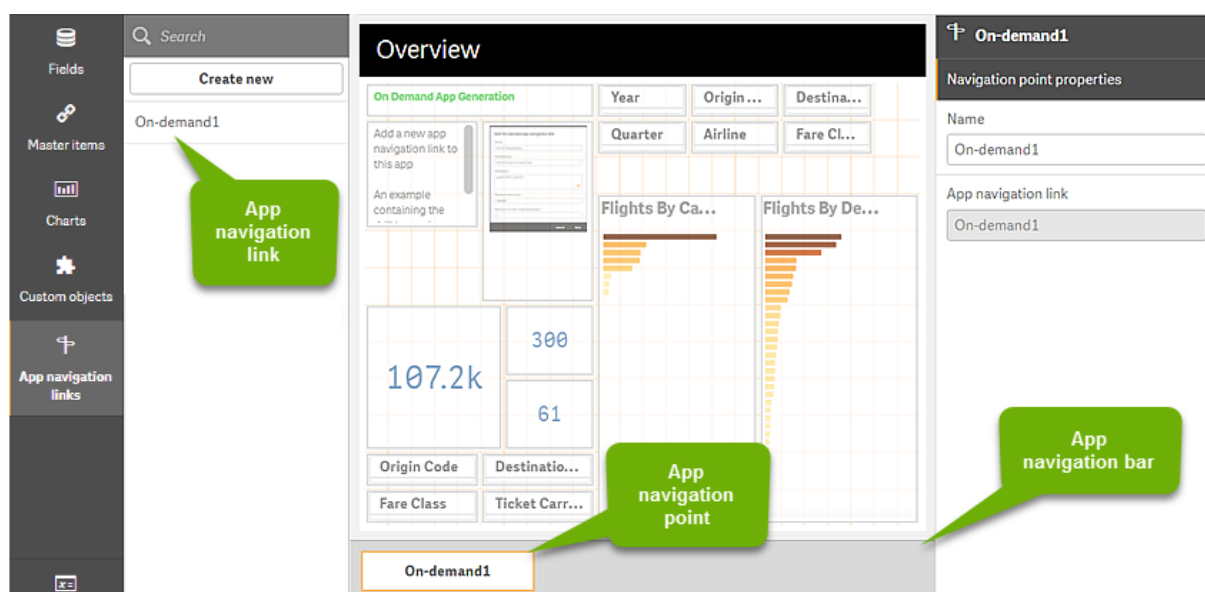 Fields
Master items
Charts
Custom objects
App navigation
links
Search
Create new
On-demand1
App
navigation
link
Overview
On Demand App Generation
Add a new app
navigation link to
this app
An example
containing the
Year
Origin ...
Destina...
Quarter
Airline
Fare Cl...
Flights By Ca...
Flights By De...
107.2k
300
61
Origin Code
Destinatio...
Fare Class
Ticket Carr...
App
navigation
point
On-demand1
App
navigation bar
On-demand1
Navigation point properties
Name
On-demand1
App navigation link
On-demand1